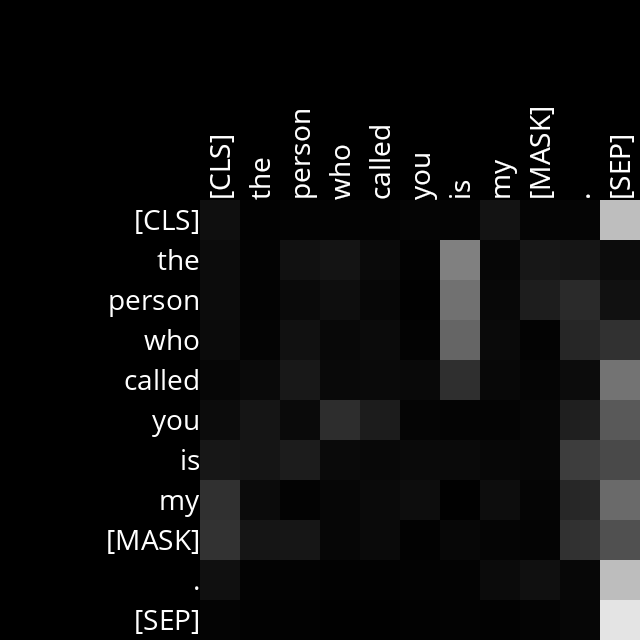 [CLS] the person who called you is my [MASK] . [SEP]
[CLS]
the
person
who
called
you
is
my
[MASK]
.
[SEP]